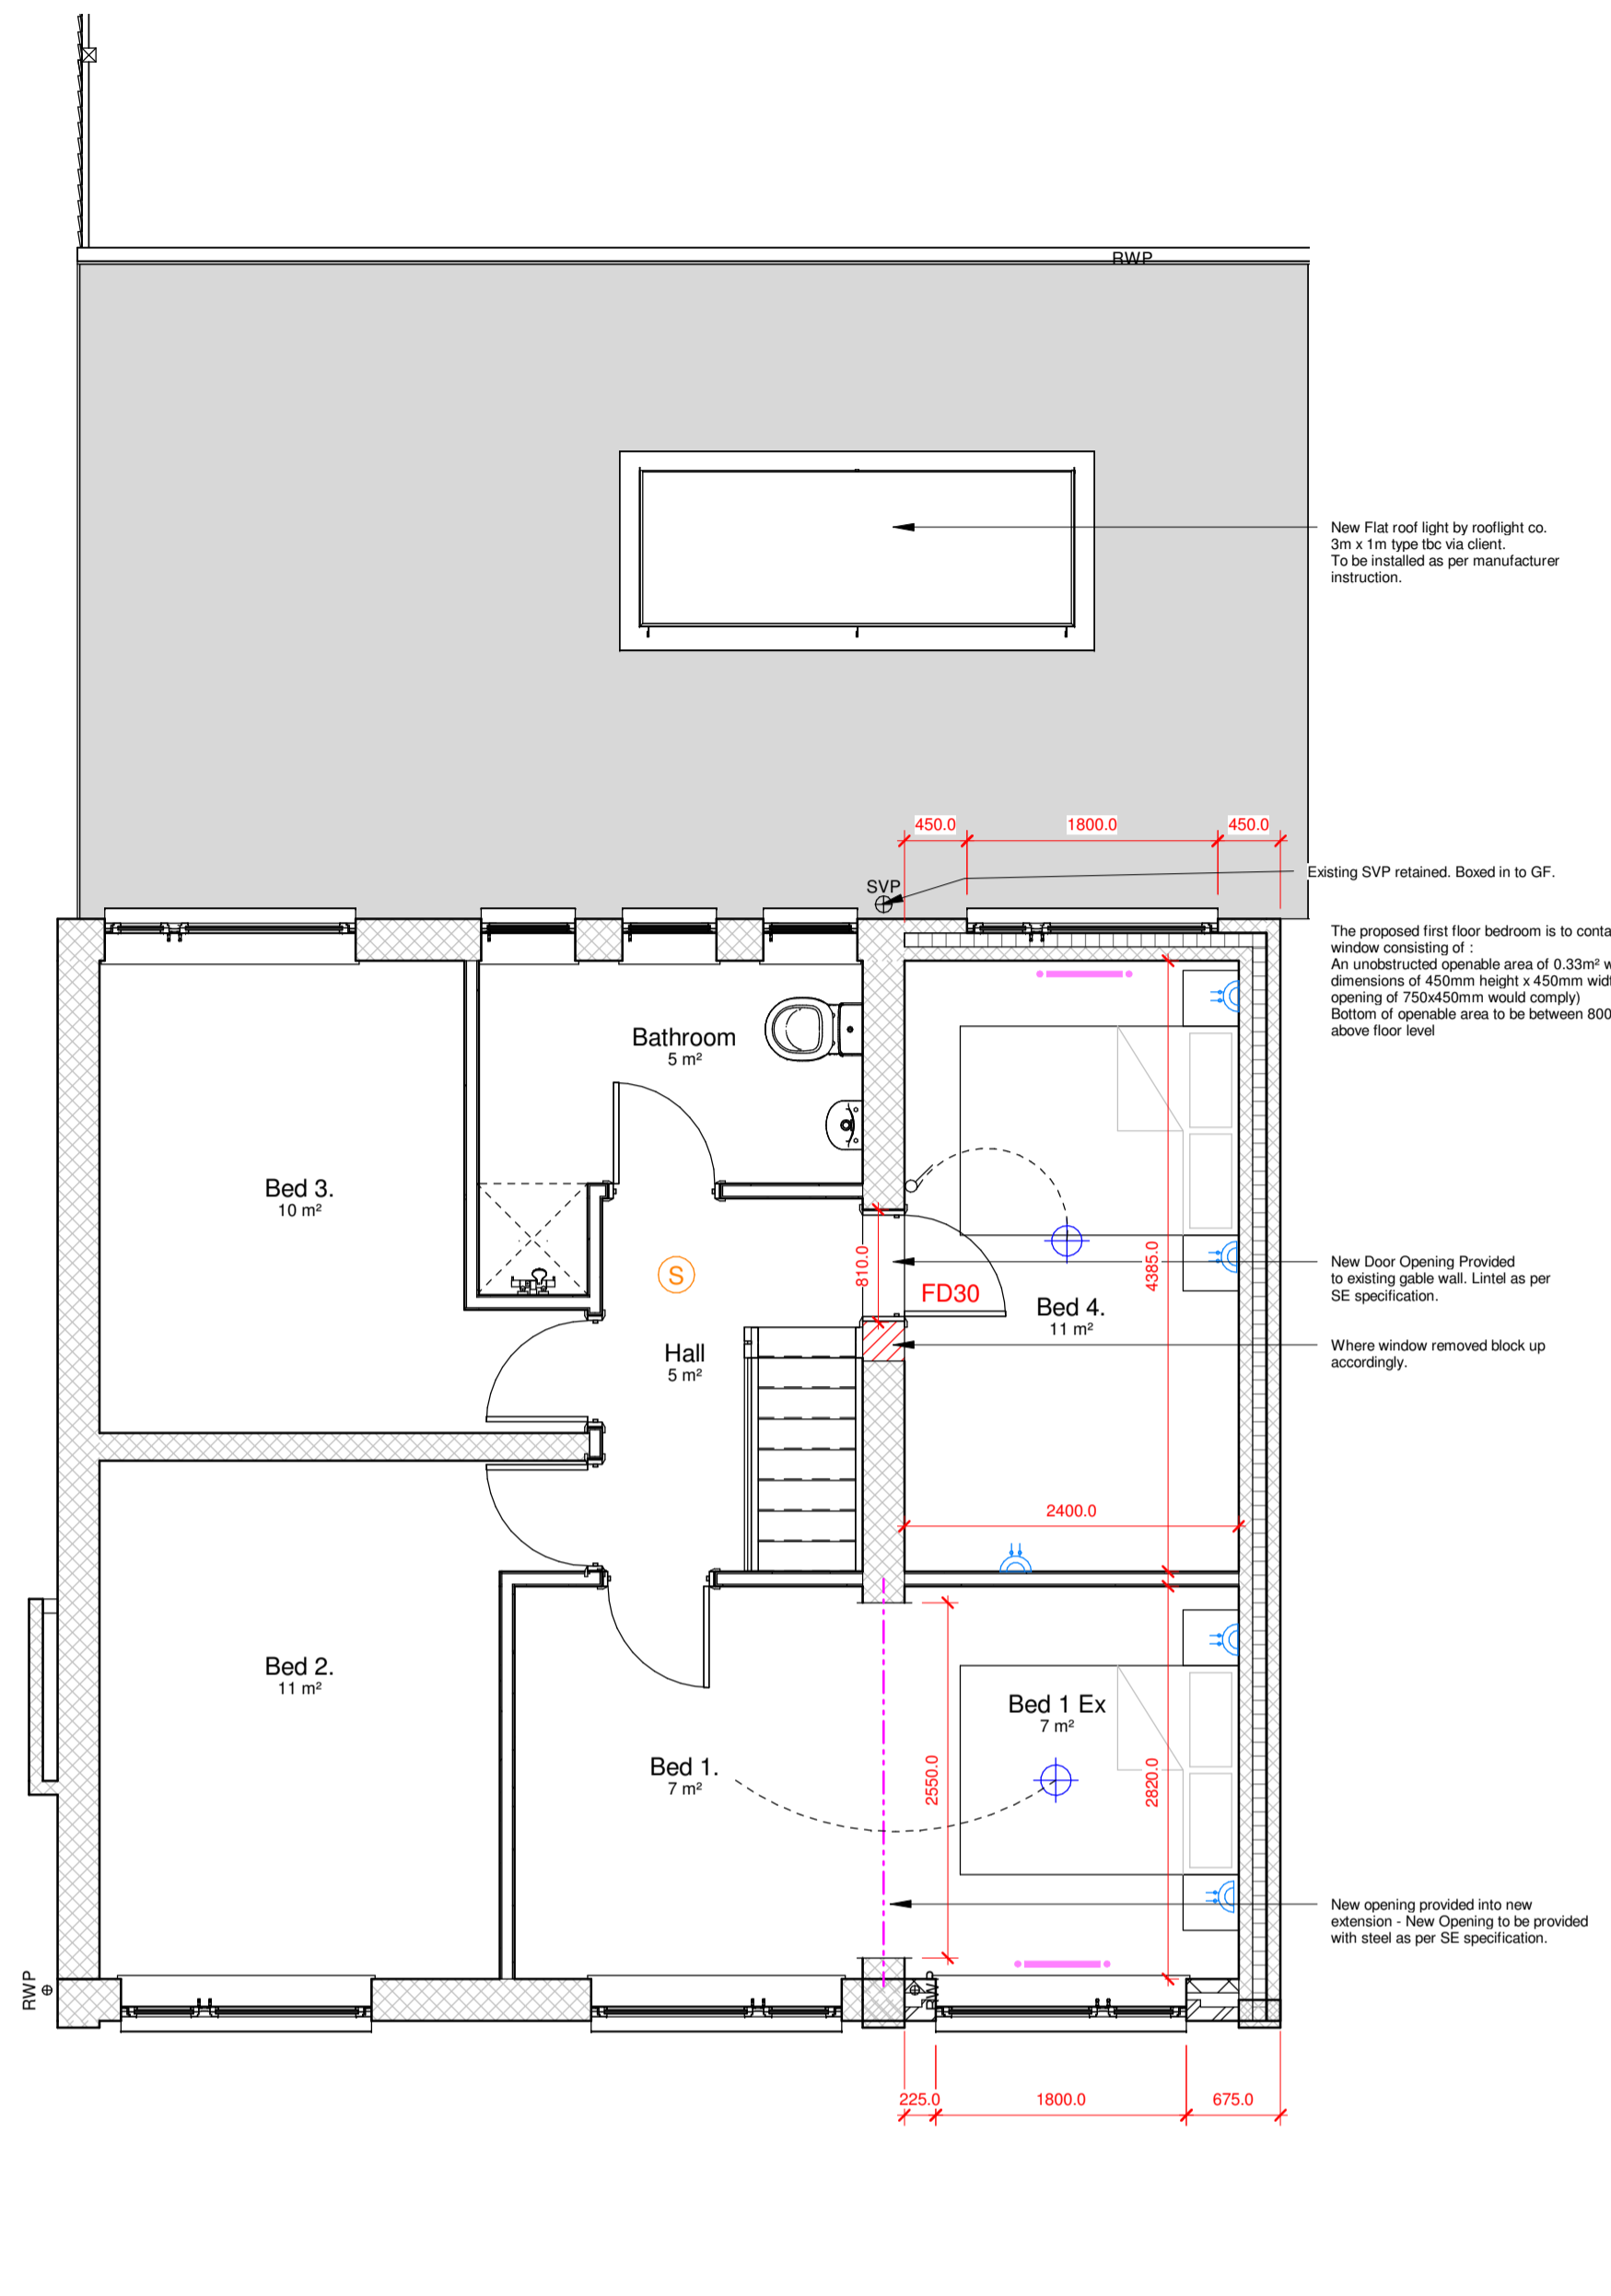 RWP
New Flat roof light by rooflight co.
3m x 1m type tbc via client.
To be installed as per manufacturer
instruction.
450.0
1800.0
450.0
SVP
Existing SVP retained. Boxed in to GF.
The proposed first floor bedroom is to
window consisting of :
An unobstructed openable area of 0.33m²
dimensions of 450mm height x 450mm
opening of 750x450mm would comply)
Bottom of openable area to be between 800
above floor level
Bathroom
5 m²
Bed 3.
10 m²
S
810.0
FD30
4385.0
New Door Opening Provided
to existing gable wall. Lintel as per
SE specification.
Bed 4.
11 m²
Hall
5 m²
Where window removed block up
accordingly.
2400.0
Bed 2.
11 m²
Bed 1 Ex
7 m²
Bed 1.
7 m²
2550.0
2820.0
New opening provided into new
extension - New Opening to be provided
with steel as per SE specification.
RWP
RWP
225.0
1800.0
675.0